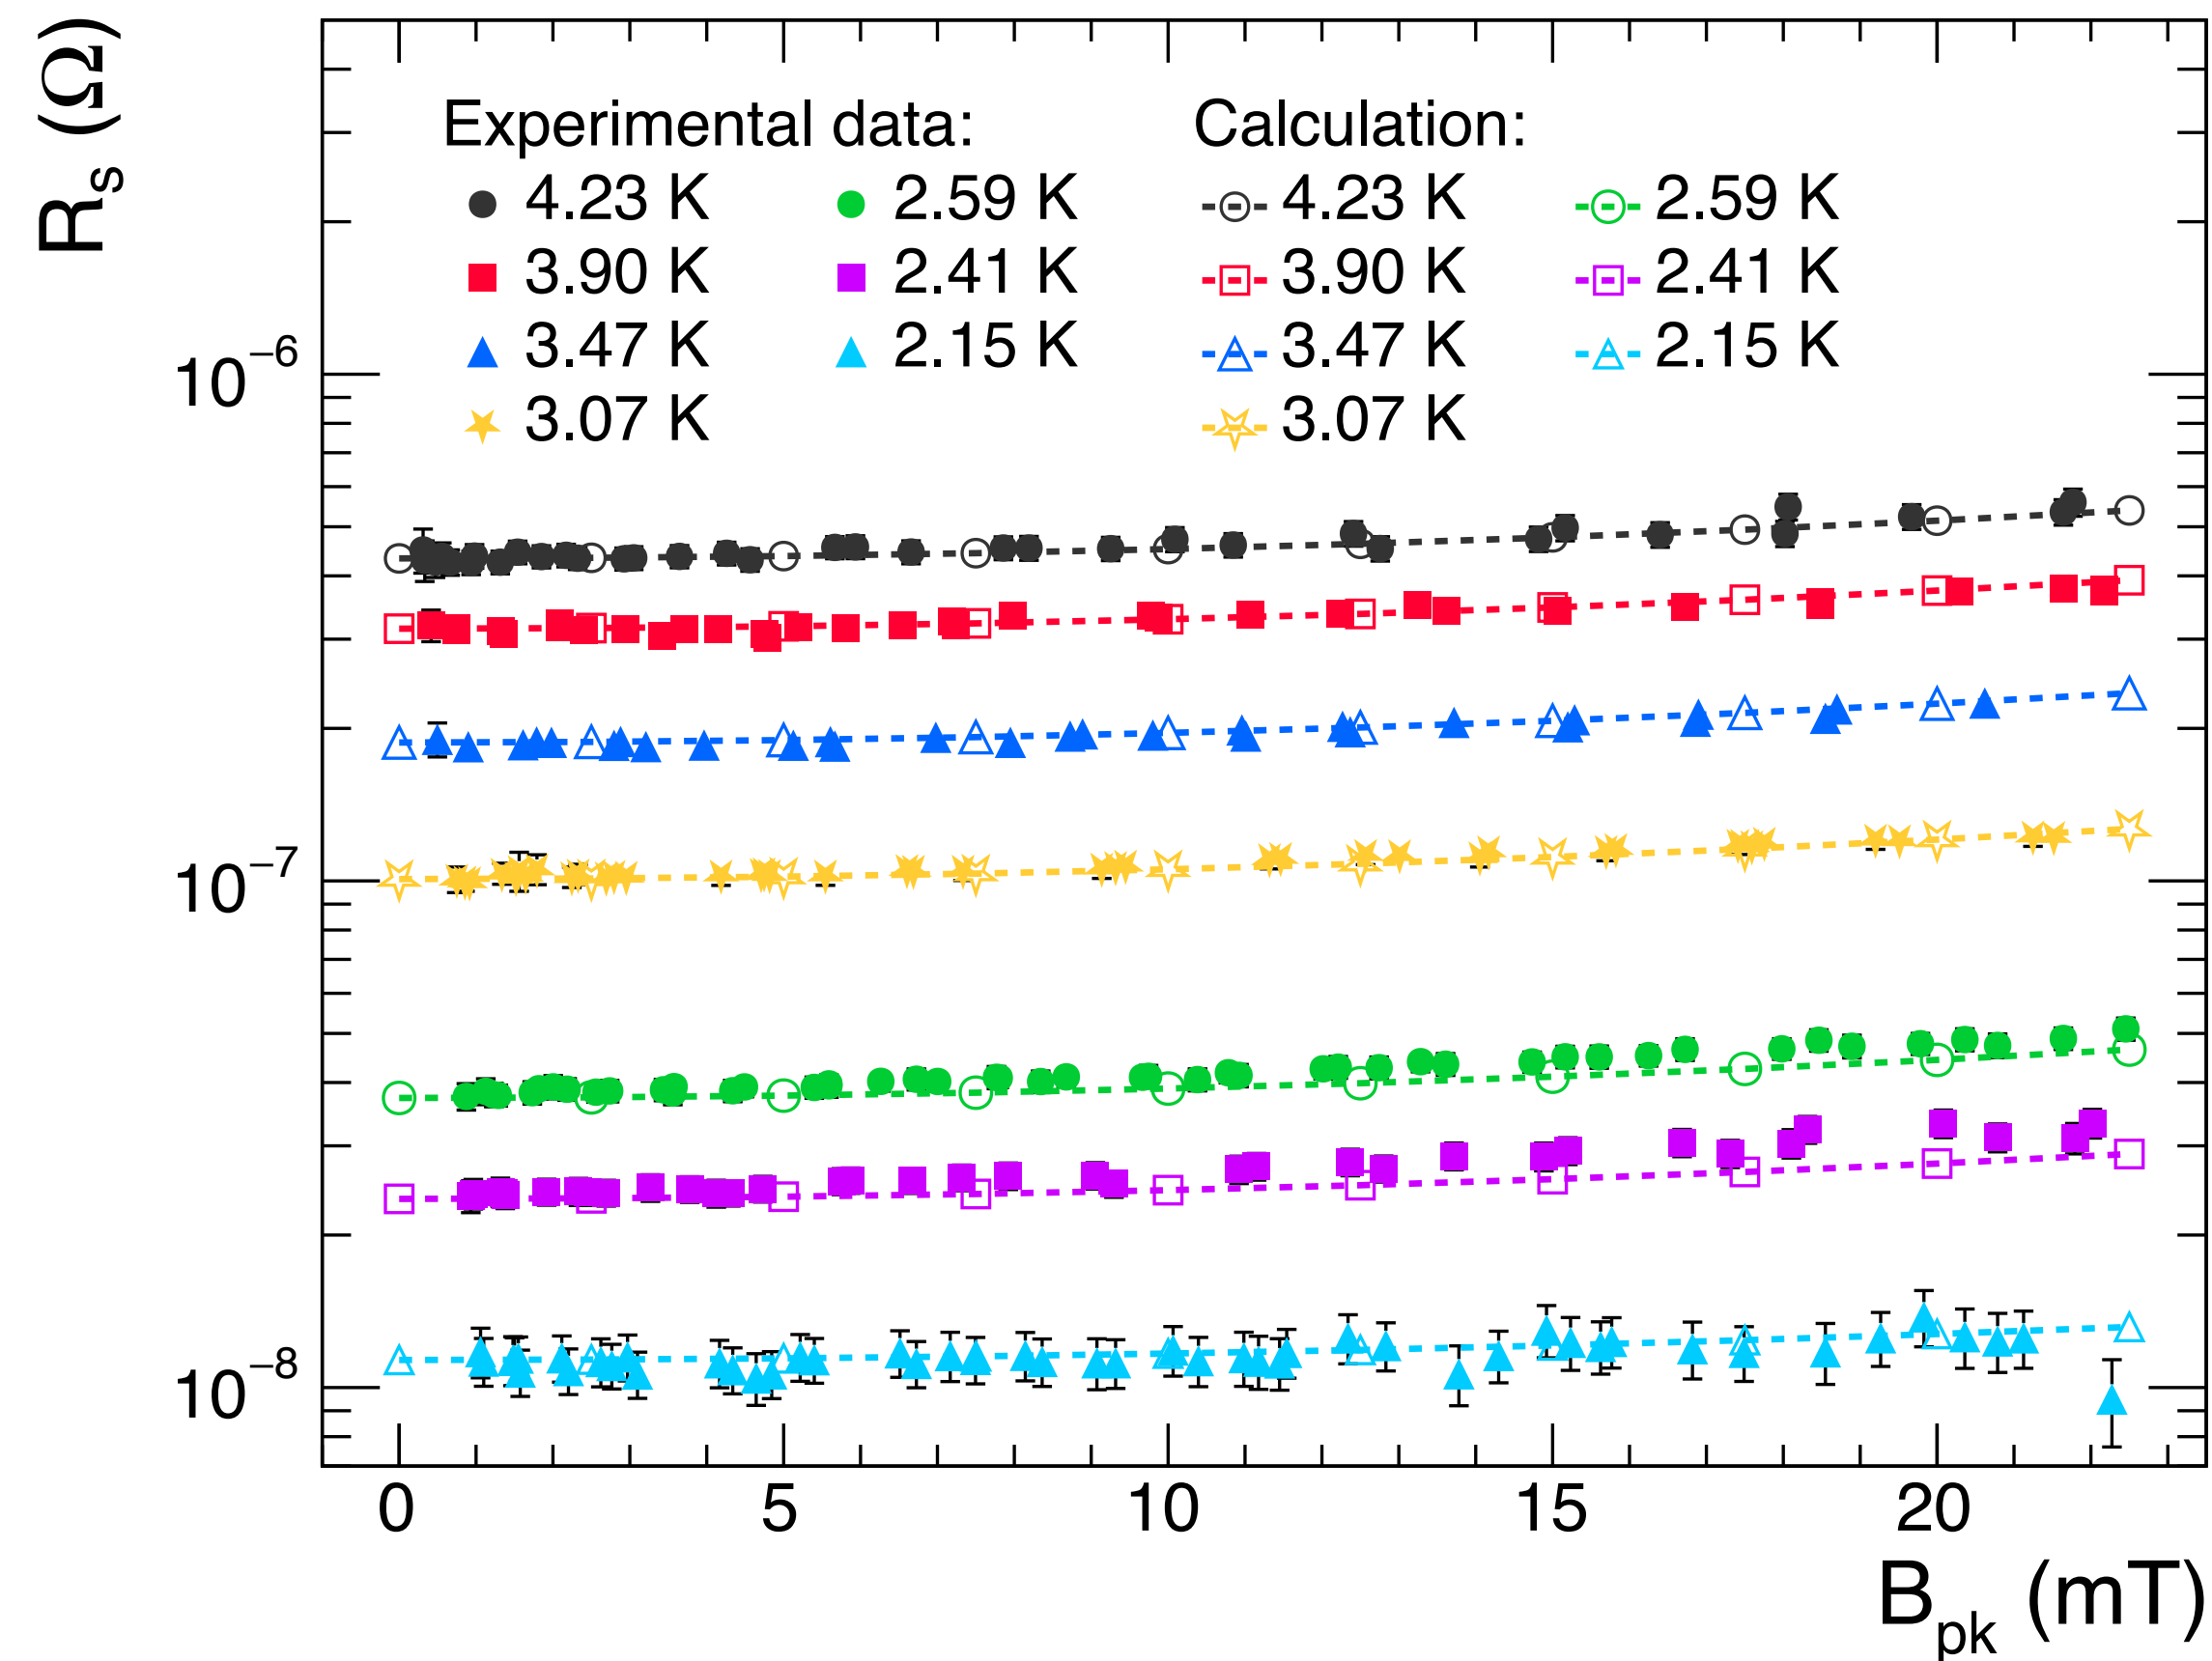 R_s (Ω)
Experimental data: Calculation:
4.23 K 2.59 K 4.23 K 2.59 K
3.90 K 2.41 K 3.90 K 2.41 K
3.47 K 2.15 K 3.47 K 2.15 K
3.07 K 3.07 K
10^−6
10^−7
10^−8
0 5 10 15 20
B_pk (mT)